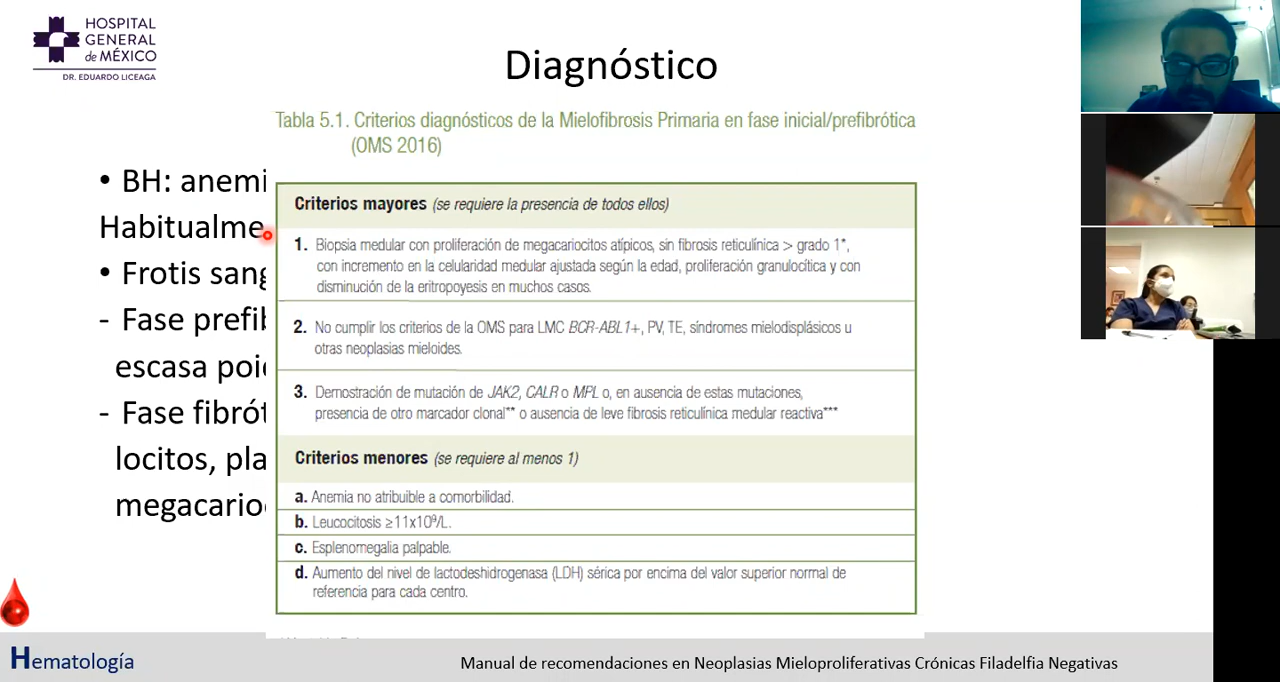 HOSPITAL
GENERAL
de MÉXICO
DR. EDUARDO LICEAGA
Diagnóstico
Tabla 5.1. Criterios diagnósticos de la Mielofibrosis Primaria en fase inicial/prefibrótica
(OMS 2016)
• BH: anemi
Habitualme
• Frotis sang
- Fase prefib
escasa poi
- Fase fibrót
locitos, pla
megacario
Criterios mayores (se requiere la presencia de todos ellos)
1. Biopsia medular con proliferación de megacariocitos atípicos, sin fibrosis reticulínica > grado 1*,
con incremento en la celularidad medular ajustada según la edad, proliferación granulocítica y con
disminución de la eritropoyesis en muchos casos.
2. No cumplir los criterios de la OMS para LMC BCR-ABL1+, PV, TE, síndromes mielodisplásicos u
otras neoplasias mieloides.
3. Demostración de mutación de JAK2, CALR o MPL o, en ausencia de estas mutaciones,
presencia de otro marcador clonal** o ausencia de leve fibrosis reticulínica medular reactiva***
Criterios menores (se requiere al menos 1)
a. Anemia no atribuible a comorbilidad.
b. Leucocitosis ≥11x10⁹/L.
c. Esplenomegalia palpable.
d. Aumento del nivel de lactodeshidrogenasa (LDH) sérica por encima del valor superior normal de
referencia para cada centro.
Hematología
Manual de recomendaciones en Neoplasias Mieloproliferativas Crónicas Filadelfia Negativas